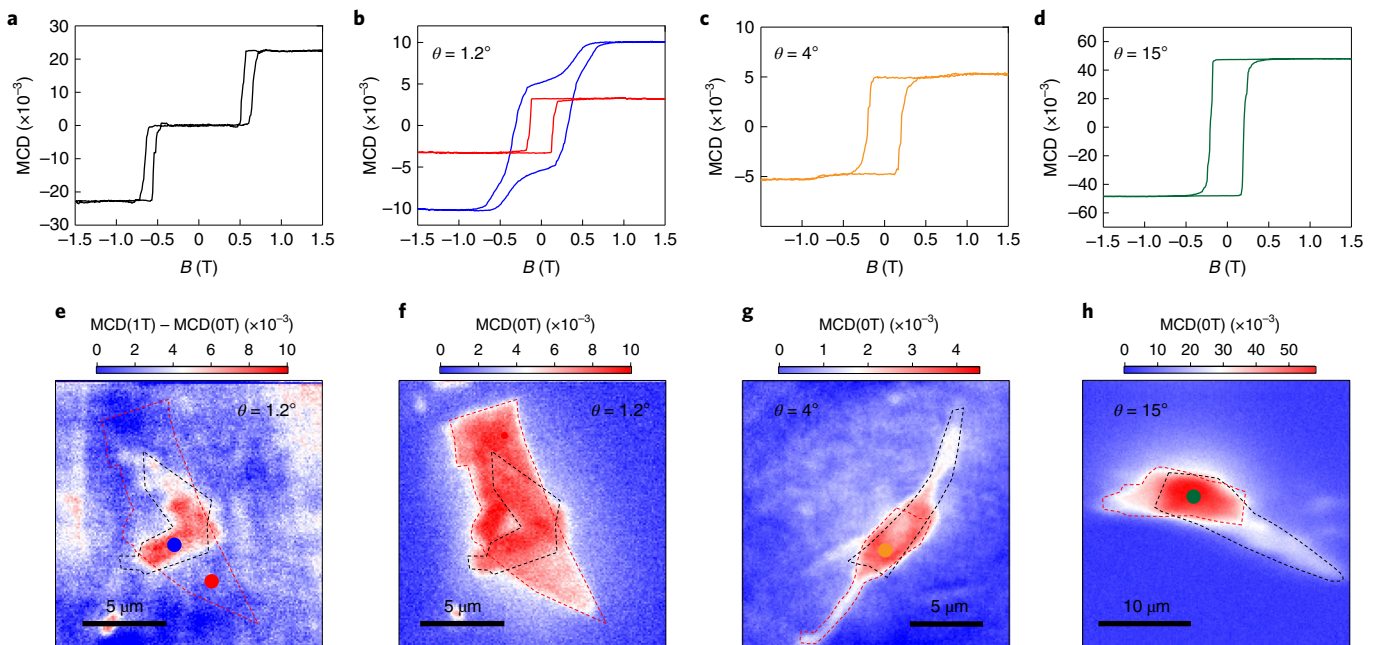 a
30
20
10
0
−10
−20
−30
MCD (×10⁻³)
−1.5 −1.0 −0.5 0 0.5 1.0 1.5
B (T)
b
θ = 1.2°
10
5
0
−5
−10
MCD (×10⁻³)
−1.5 −1.0 −0.5 0 0.5 1.0 1.5
B (T)
c
θ = 4°
10
5
0
−5
MCD (×10⁻³)
−1.0 −0.5 0 0.5 1.0 1.5
B (T)
d
θ = 15°
60
40
20
0
−20
−40
−60
MCD (×10⁻³)
−1.5 −1.0 −0.5 0 0.5 1.0 1.5
B (T)
e
MCD(1T) – MCD(0T) (×10⁻³)
0 2 4 6 8 10
θ = 1.2°
5 μm
f
MCD(0T) (×10⁻³)
0 2 4 6 8 10
θ = 1.2°
5 μm
g
MCD(0T) (×10⁻³)
0 1 2 3 4
θ = 4°
5 μm
h
MCD(0T) (×10⁻³)
0 10 20 30 40 50
θ = 15°
10 μm